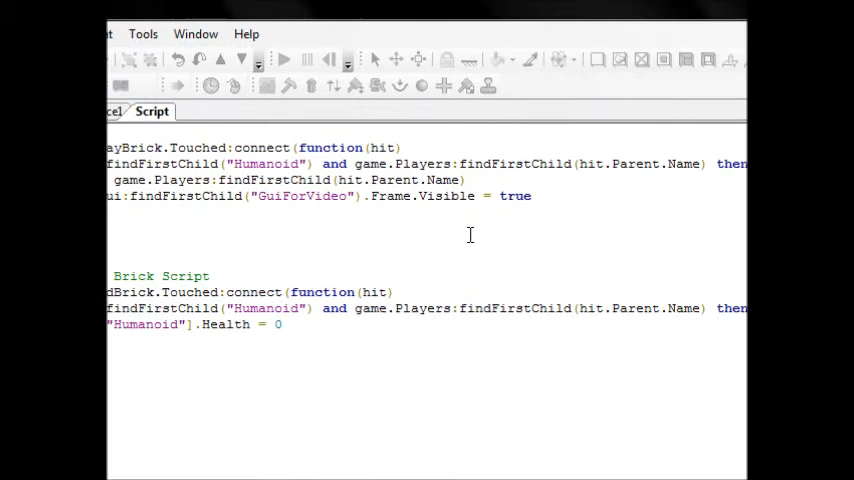 t Tools Window Help
ce1 Script
ayBrick.Touched:connect(function(hit)
findFirstChild("Humanoid") and game.Players:findFirstChild(hit.Parent.Name) then
game.Players:findFirstChild(hit.Parent.Name)
ui:findFirstChild("GuiForVideo").Frame.Visible = true
Brick Script
dBrick.Touched:connect(function(hit)
findFirstChild("Humanoid") and game.Players:findFirstChild(hit.Parent.Name) then
"Humanoid"].Health = 0